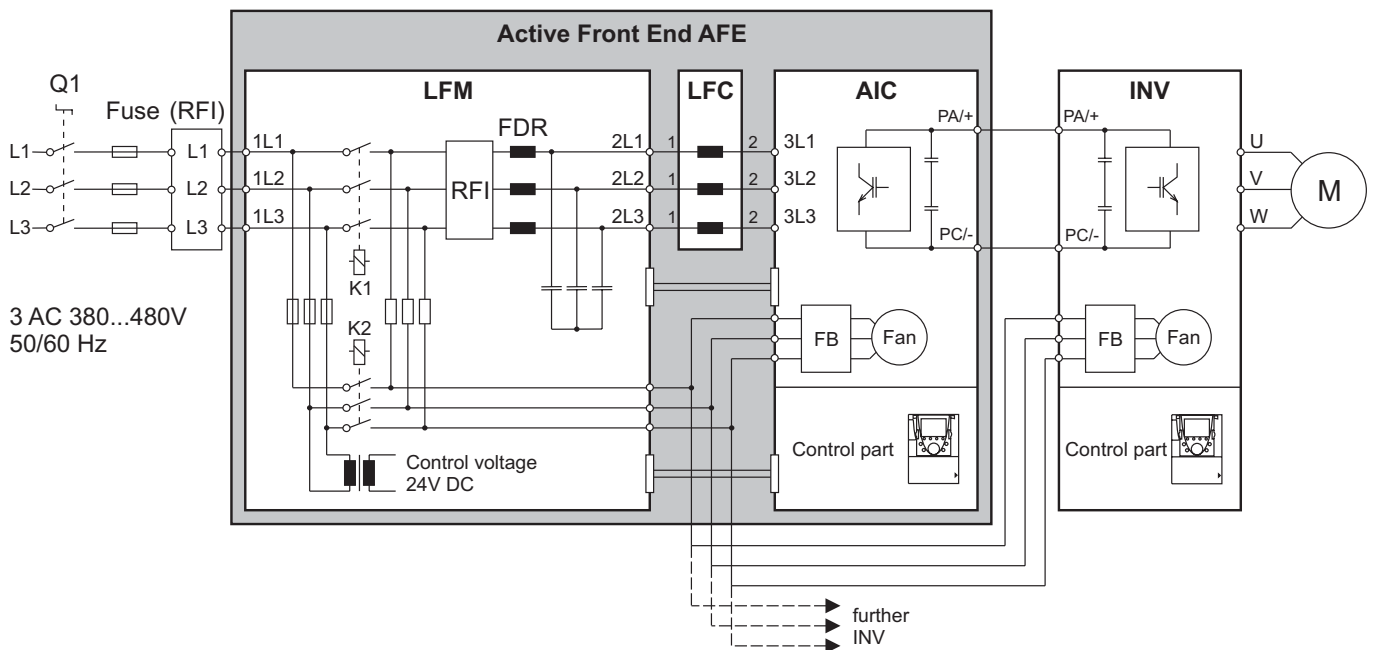 Active Front End AFE
LFM
LFC
AIC
INV
Q1
Fuse (RFI)
FDR
L1
L1
1L1
2L1
1
2
3L1
PA/+
PA/+
U
L2
L2
1L2
RFI
2L2
1
2
3L2
V
M
L3
L3
1L3
2L3
1
2
3L3
PC/-
PC/-
W
K1
3 AC 380...480V
50/60 Hz
K2
FB
Fan
FB
Fan
Control voltage
24V DC
Control part
Control part
further
INV